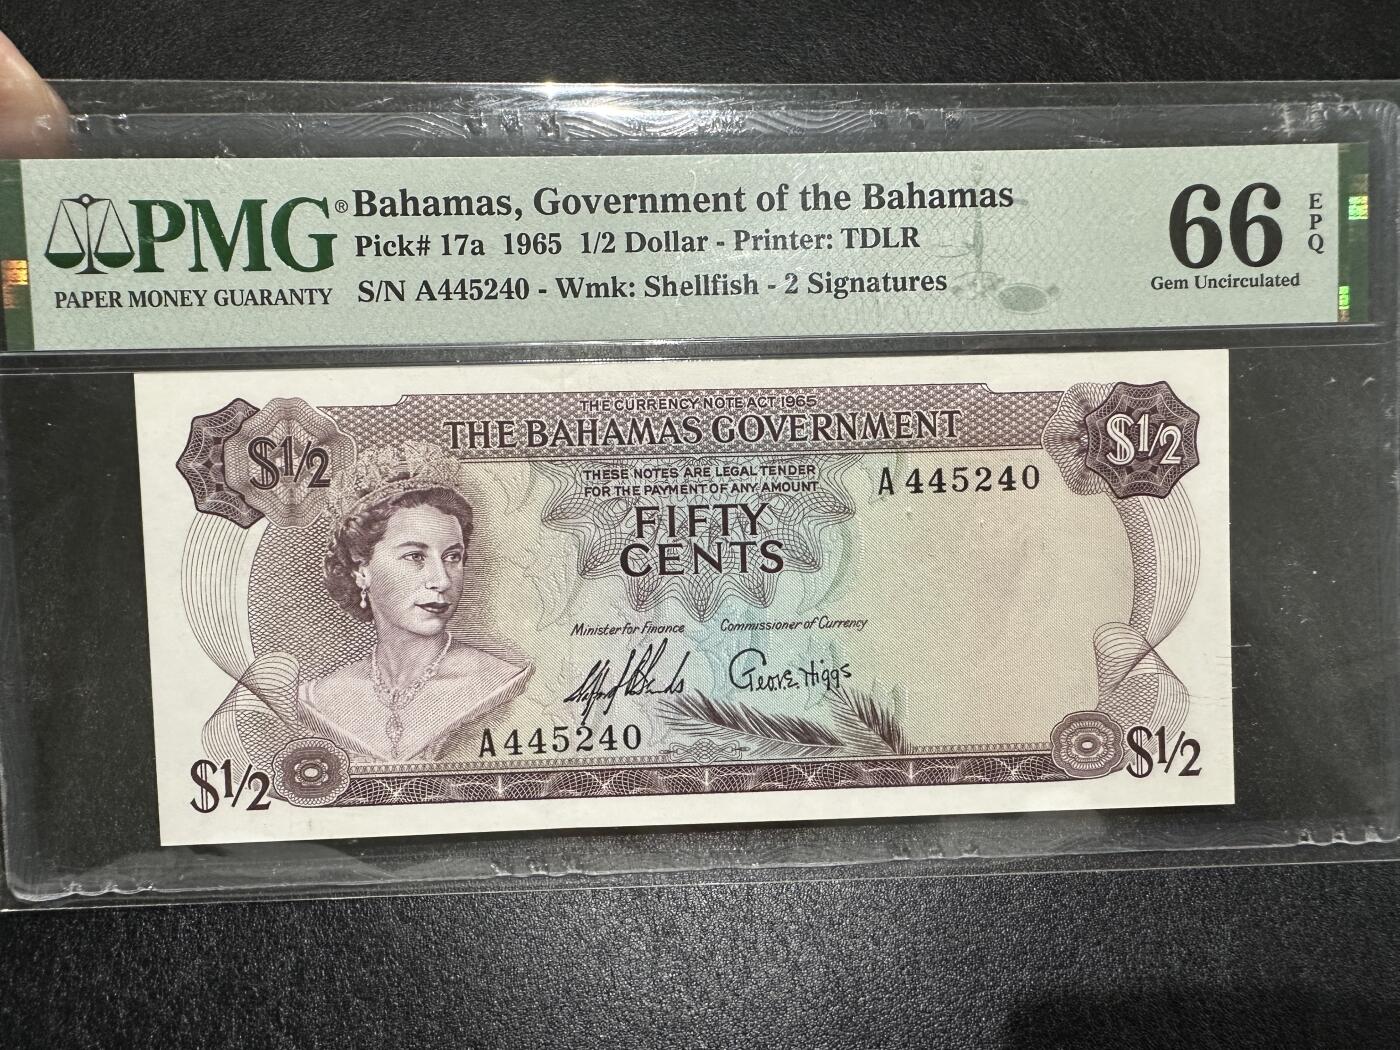 PMG®
PAPER MONEY GUARANTY
Bahamas, Government of the Bahamas
Pick# 17a 1965 1/2 Dollar - Printer: TDLR
S/N A445240 - Wmk: Shellfish - 2 Signatures
66
EPQ
Gem Uncirculated
THE CURRENCY NOTE ACT 1965
THE BAHAMAS GOVERNMENT
$1/2
$1/2
THESE NOTES ARE LEGAL TENDER
FOR THE PAYMENT OF ANY AMOUNT
A 445240
FIFTY
CENTS
Minister for Finance
Commissioner of Currency
Geo. E. Higgs
A 445240
$1/2
$1/2